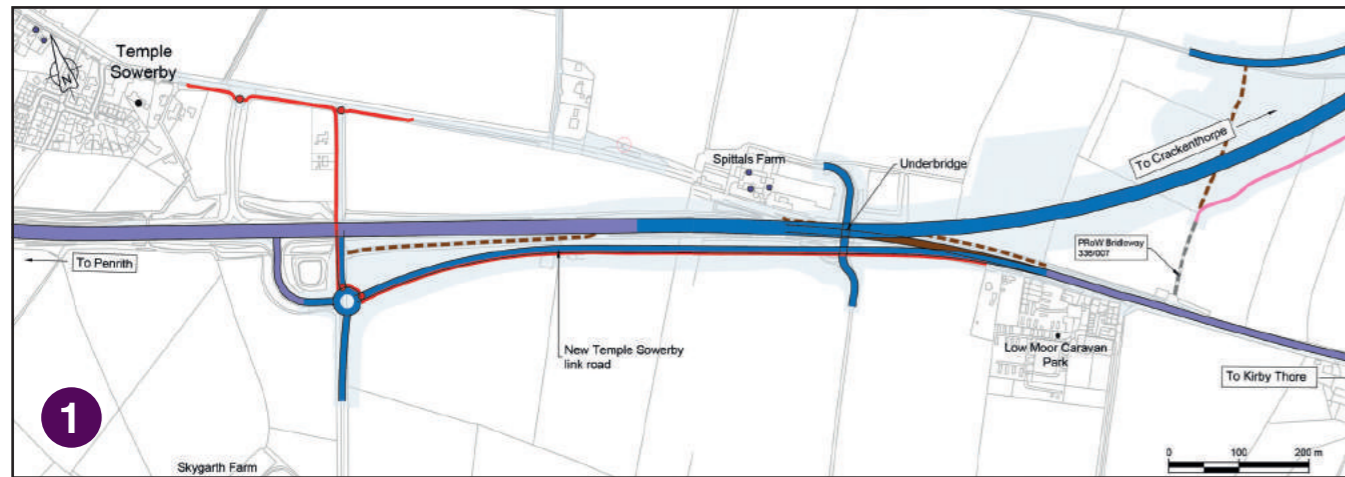 Temple
Sowerby
N
Spittals Farm
Underbridge
To Crackenthorpe
PRoW Bridleway
336/007
To Penrith
New Temple Sowerby
link road
Low Moor Caravan
Park
To Kirby Thore
1
Skygarth Farm
0 100 200 m